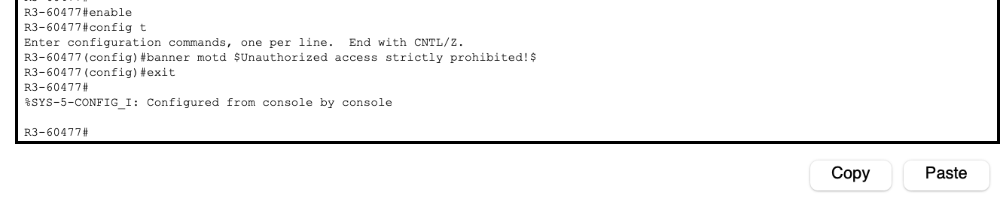 R3-60477#enable
R3-60477#config t
Enter configuration commands, one per line.  End with CNTL/Z.
R3-60477(config)#banner motd $Unauthorized access strictly prohibited!$
R3-60477(config)#exit
R3-60477#
%SYS-5-CONFIG_I: Configured from console by console
R3-60477#
Copy
Paste